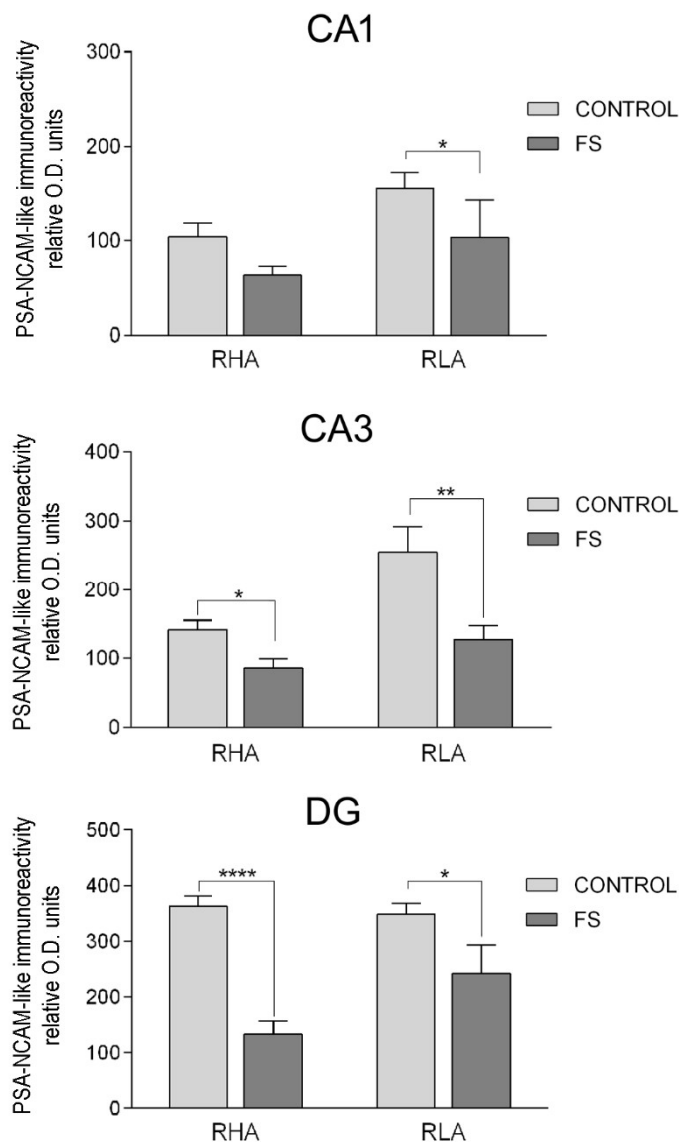 CA1
PSA-NCAM-like immunoreactivity
relative O.D. units
300
200
100
0
*
CONTROL
FS
RHA
RLA
CA3
PSA-NCAM-like immunoreactivity
relative O.D. units
400
300
200
100
0
*
**
CONTROL
FS
RHA
RLA
DG
PSA-NCAM-like immunoreactivity
relative O.D. units
500
400
300
200
100
0
****
*
CONTROL
FS
RHA
RLA